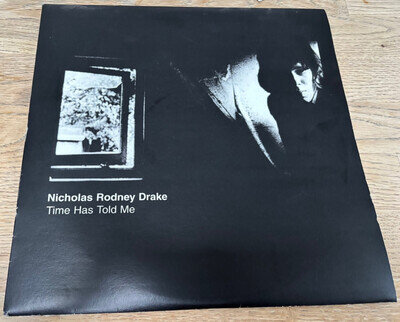 Nicholas Rodney Drake
Time Has Told Me